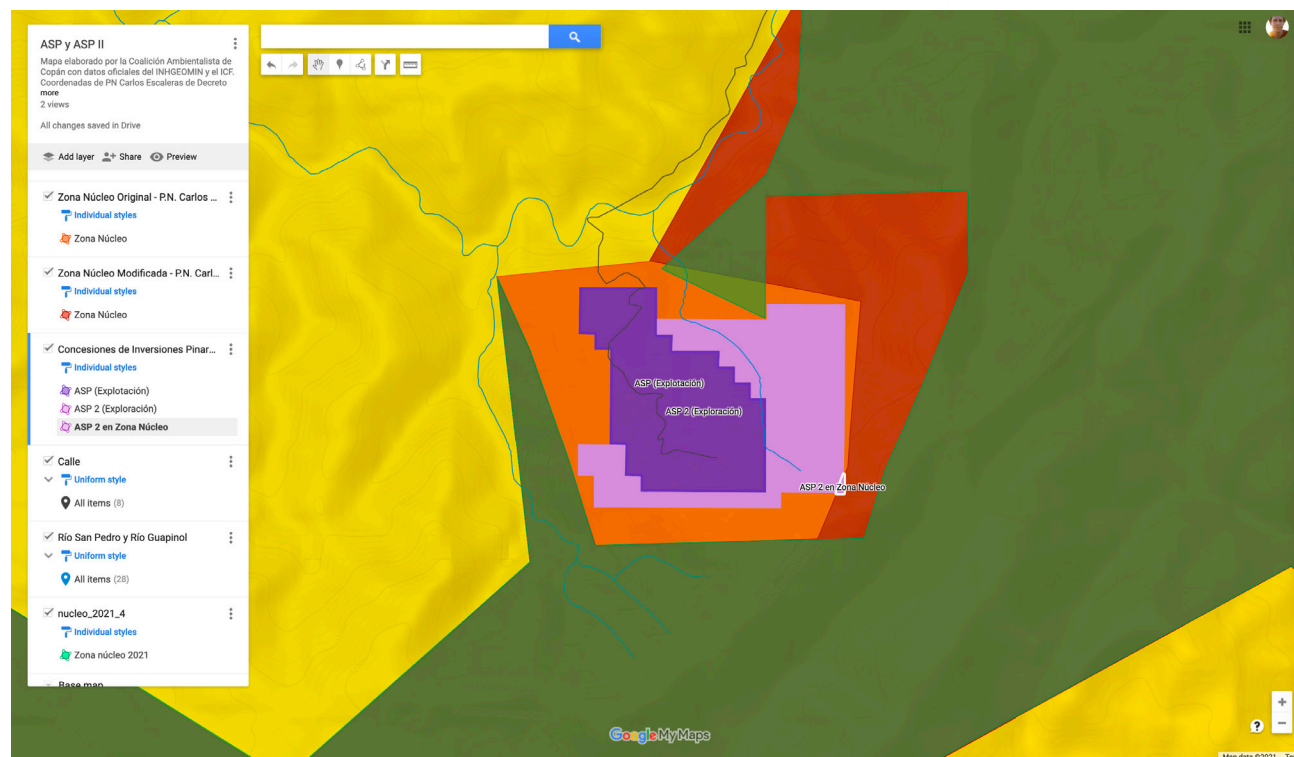 ASP y ASP II
Mapa elaborado por la Coalición Ambientalista de
Copán con datos oficiales del INHGEOMIN y el ICF.
Coordenadas de PN Carlos Escaleras de Decreto
more
2 views
All changes saved in Drive
Add layer Share Preview
Zona Núcleo Original - P.N. Carlos ...
Individual styles
Zona Núcleo
Zona Núcleo Modificada - P.N. Carl...
Individual styles
Zona Núcleo
Concesiones de Inversiones Pinar...
Individual styles
ASP (Explotación)
ASP 2 (Exploración)
ASP 2 en Zona Núcleo
Calle
Uniform style
All items (8)
Río San Pedro y Río Guapinol
Uniform style
All items (28)
nucleo_2021_4
Individual styles
Zona núcleo 2021
Base map
ASP (Explotación)
ASP 2 (Exploración)
ASP 2 en Zona Núcleo
Google My Maps
Map data ©2021